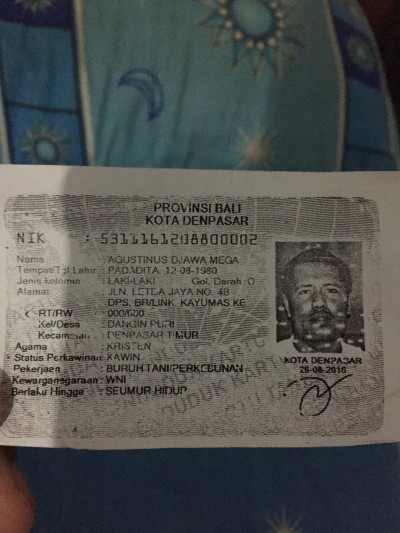 PROVINSI BALI
KOTA DENPASAR
NIK : 5311161208800002
Nama : AGUSTINUS DJAWA MEGA
Tempat/Tgl Lahir : PADADITA, 12-08-1980
Jenis kelamin : LAKI-LAKI Gol. Darah : O
Alamat : JLN. LETDA JAYA NO. 4B
DPS, BR/LINK. KAYUMAS KE
RT/RW : 000/000
Kel/Desa : DANGIN PURI
Kecamatan : DENPASAR TIMUR
Agama : KRISTEN
Status Perkawinan: KAWIN
Pekerjaan : BURUH TANI/PERKEBUNAN
Kewarganegaraan: WNI
Berlaku Hingga : SEUMUR HIDUP
KOTA DENPASAR
26-08-2016